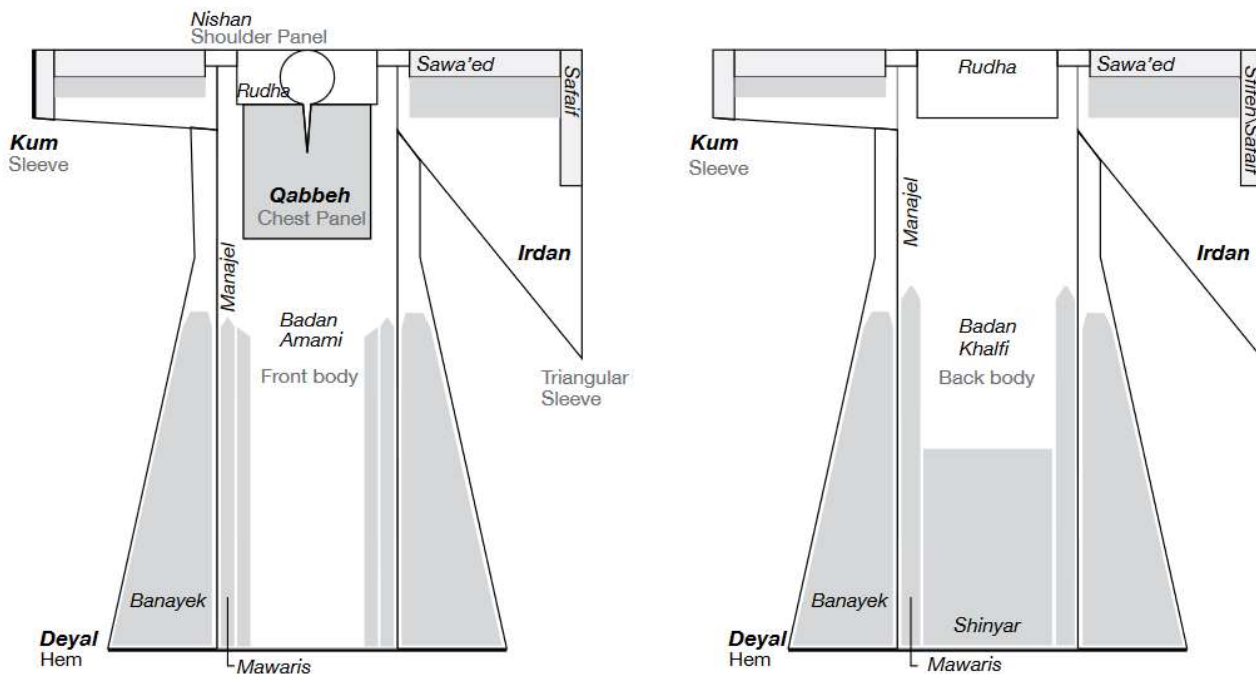 Nishan
Shoulder Panel
Rudha
Sawa'ed
Safaif
Kum
Sleeve
Qabbeh
Chest Panel
Manajel
Irdan
Badan
Amami
Front body
Triangular
Sleeve
Banayek
Deyal
Hem
Mawaris
Rudha
Sawa'ed
Kum
Sleeve
Manajel
Irdan
Badan
Khalfi
Back body
Banayek
Shinyar
Deyal
Hem
Mawaris